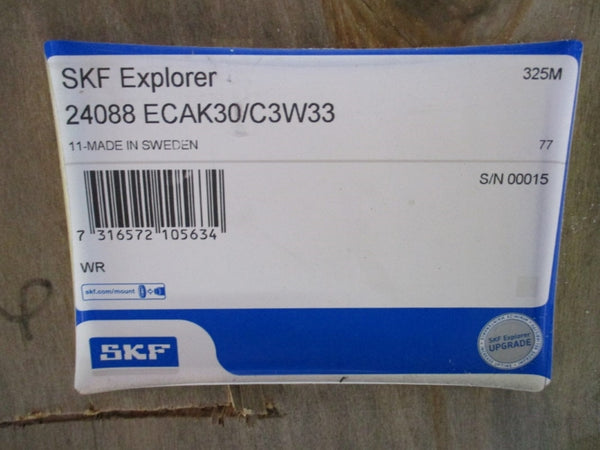 SKF Explorer
325M
24088 ECAK30/C3W33
11-MADE IN SWEDEN
77
S/N 00015
7 316572 105634
WR
skf.com/mount
SKF
SKF Explorer
UPGRADE